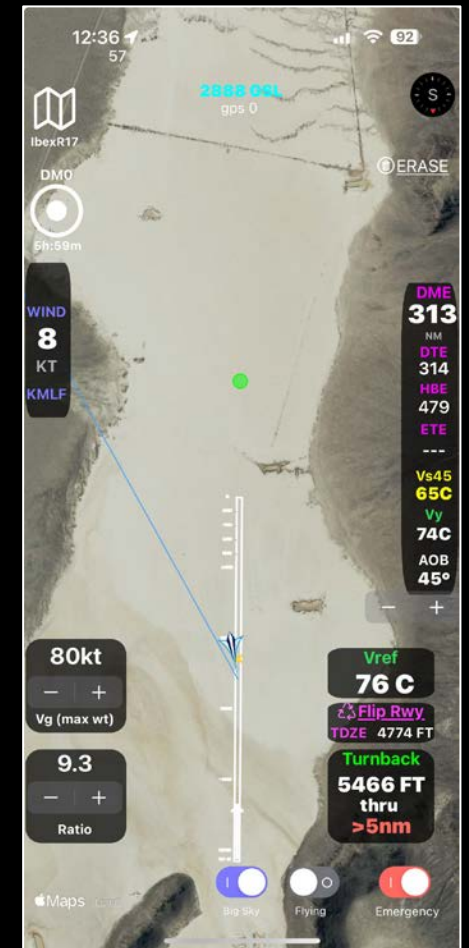 12:36
92
57
2888 OSL
gps 0
S
IbexR17
ERASE
DM0
5h:59m
WIND
8
KT
KMLF
DME
313
NM
DTE
314
HBE
479
ETE
---
Vs45
65C
Vy
74C
AOB
45°
− +
80kt
− +
Vg (max wt)
9.3
− +
Ratio
Vref
76 C
Flip Rwy
TDZE 4774 FT
Turnback
5466 FT
thru
>5nm
Maps
Big Sky
Flying
Emergency